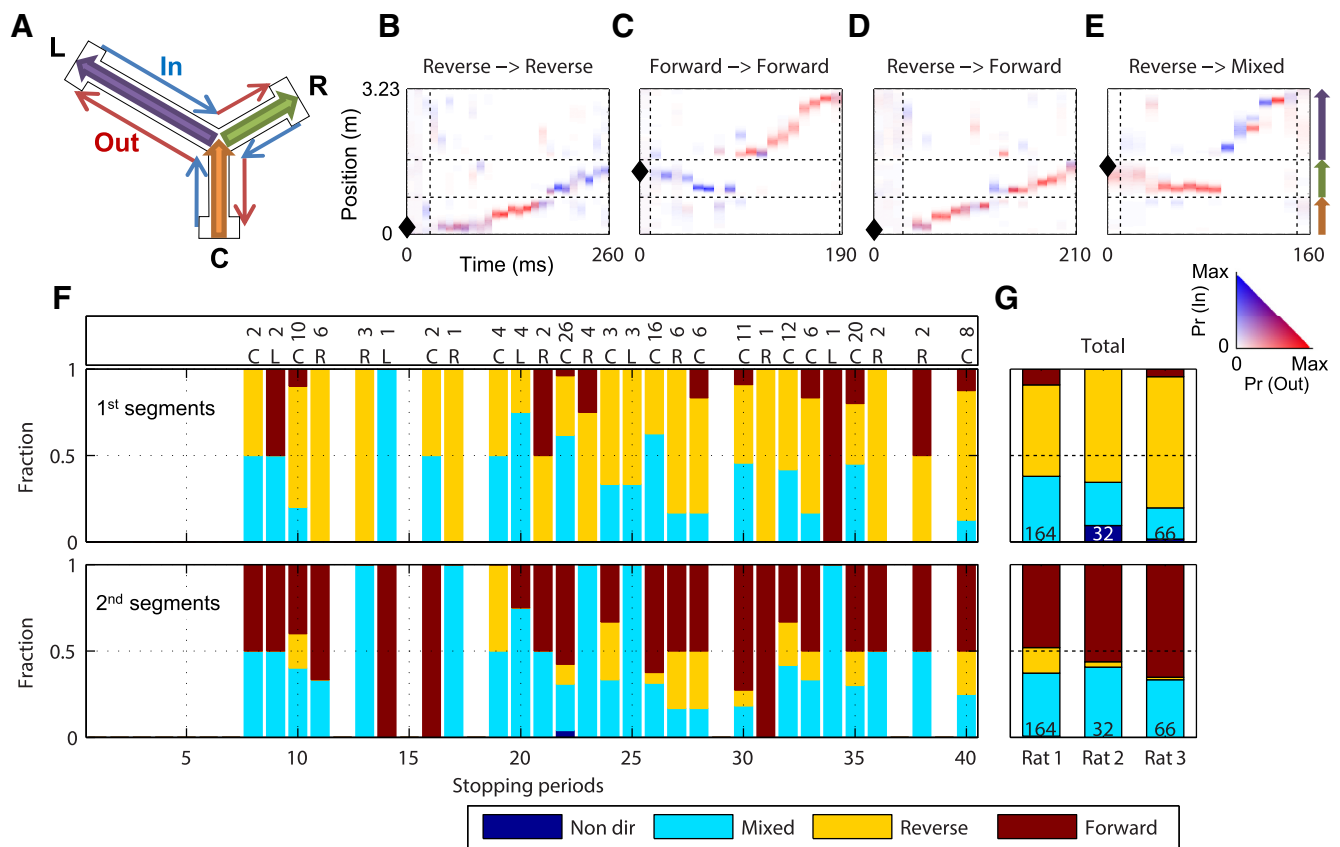 A
L
In
R
Out
C
B
Reverse –> Reverse
C
Forward –> Forward
D
Reverse –> Forward
E
Reverse –> Mixed
Position (m)
3.23
0
0 260
Time (ms)
0 190
0 210
0 160
Max
Pr (In)
0
Max
Pr (Out)
F
2 2 10 6 3 1 2 1 4 4 2 26 4 3 16 6 6 11 1 12 6 1 20 2 2 8
C L C R R L C R C L R C R C L C R C C R C C L C R R C
1st segments
Fraction
1
0.5
0
2nd segments
Fraction
1
0.5
0
5 10 15 20 25 30 35 40
Stopping periods
G
Total
164 32 66
164 32 66
Rat 1 Rat 2 Rat 3
Non dir Mixed Reverse Forward